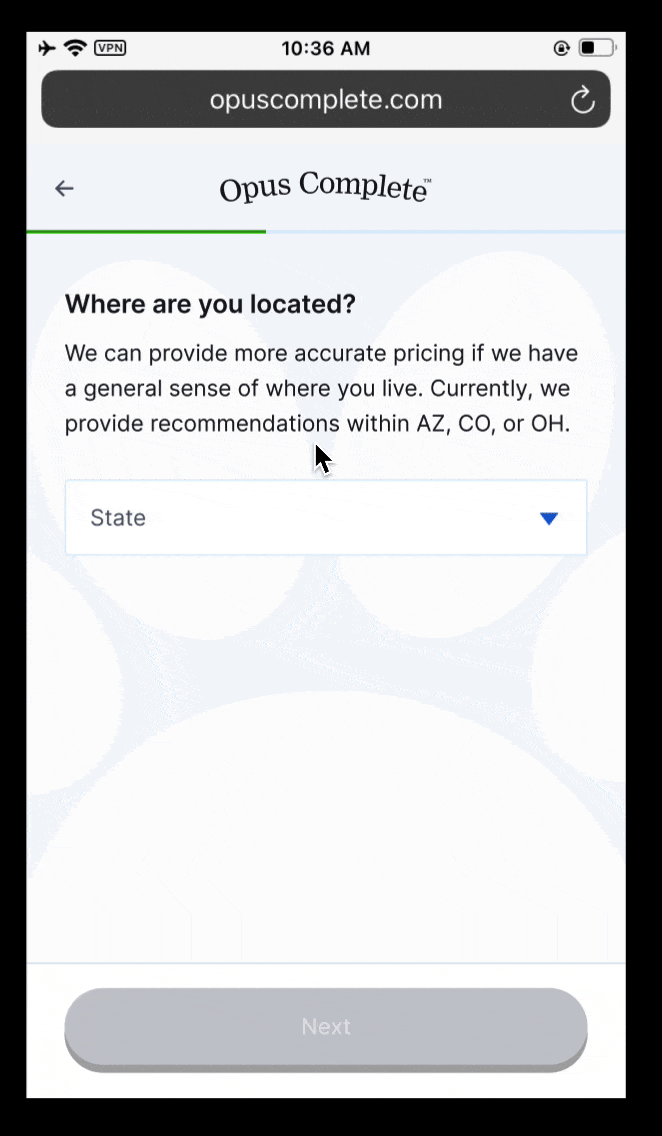 VPN
10:36 AM
opuscomplete.com
Opus Complete™
Where are you located?
We can provide more accurate pricing if we have
a general sense of where you live. Currently, we
provide recommendations within AZ, CO, or OH.
State
Next